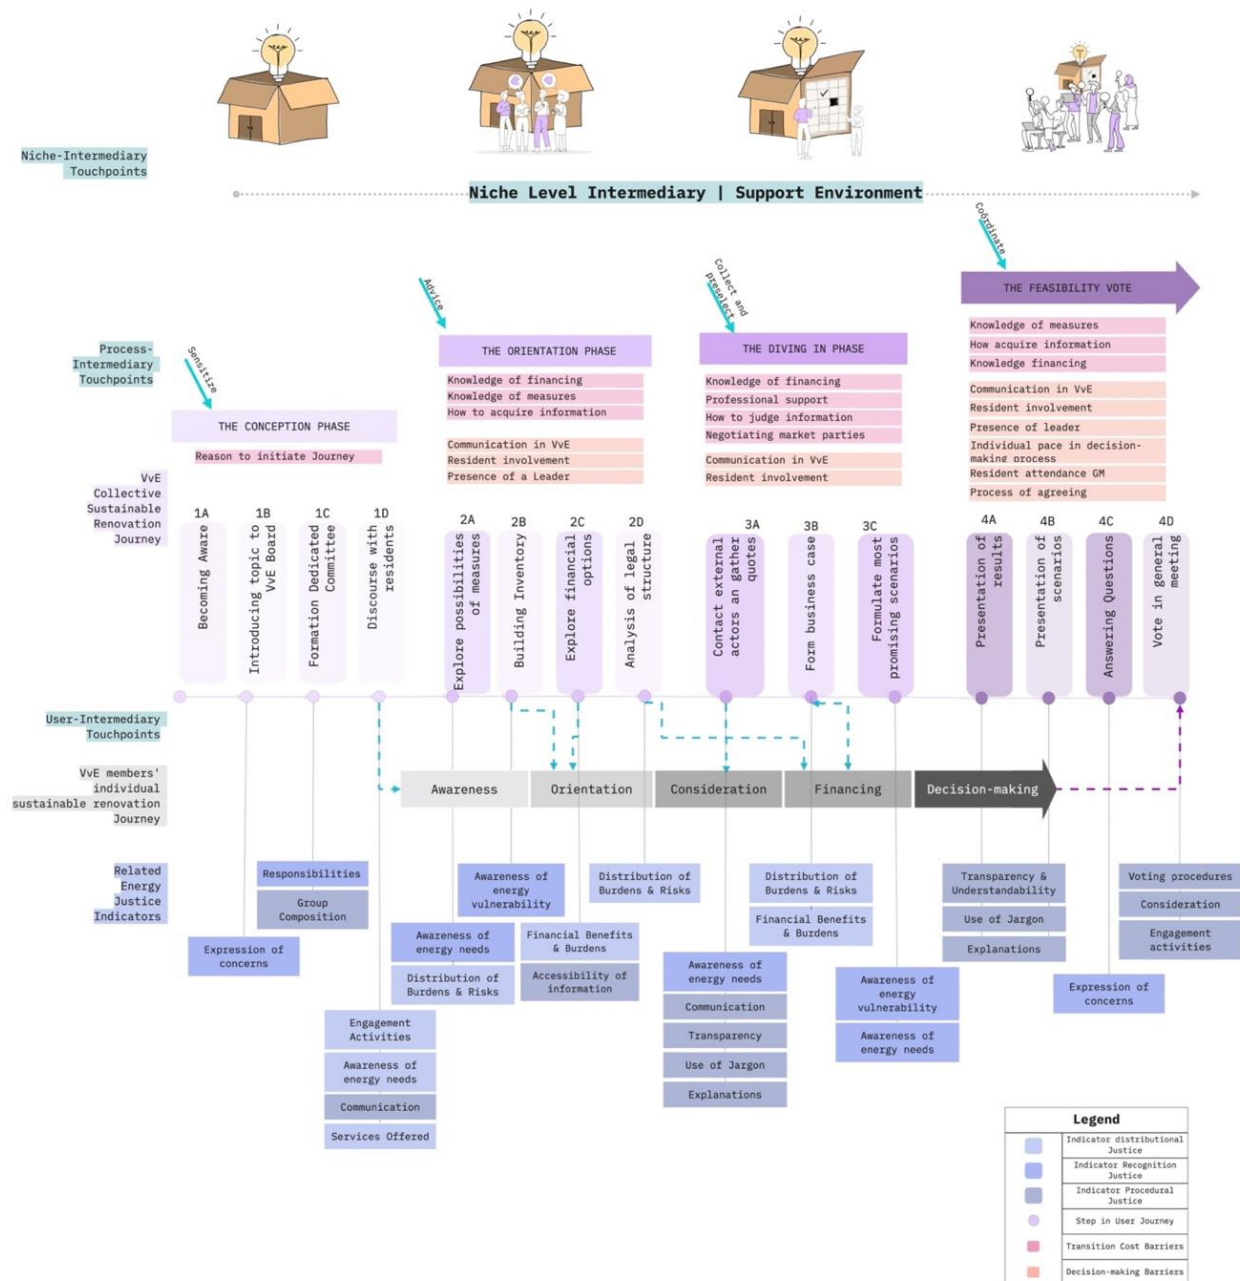 Niche-Intermediary
Touchpoints
Niche Level Intermediary | Support Environment
Coördinate
Collect and
preselect
Advice
Sensitize
THE FEASIBILITY VOTE
Knowledge of measures
How acquire information
Knowledge financing
Communication in VvE
Resident involvement
Presence of leader
Individual pace in decision-
making process
Resident attendance GM
Process of agreeing
Process-
Intermediary
Touchpoints
THE ORIENTATION PHASE
Knowledge of financing
Knowledge of measures
How to acquire information
Communication in VvE
Resident involvement
Presence of a Leader
THE DIVING IN PHASE
Knowledge of financing
Professional support
How to judge information
Negotiating market parties
Communication in VvE
Resident involvement
THE CONCEPTION PHASE
Reason to initiate Journey
VvE
Collective
Sustainable
Renovation
Journey
1A
Becoming Aware
1B
Introducing topic to
VvE Board
1C
Formation Dedicated
Committee
1D
Discourse with
residents
2A
Explore possibilities
of measures
2B
Building Inventory
2C
Explore financial
options
2D
Analysis of legal
structure
3A
Contact external
actors an gather
quotes
3B
Form business case
3C
Formulate most
promising scenarios
4A
Presentation of
results
4B
Presentation of
scenarios
4C
Answering Questions
4D
Vote in general
meeting
User-Intermediary
Touchpoints
VvE members'
individual
sustainable renovation
Journey
Awareness
Orientation
Consideration
Financing
Decision-making
Related
Energy
Justice
Indicators
Expression of
concerns
Responsibilities
Group
Composition
Engagement
Activities
Awareness of
energy needs
Communication
Services Offered
Awareness of
energy needs
Distribution of
Burdens & Risks
Awareness of
energy
vulnerability
Financial Benefits
& Burdens
Accessibility of
information
Distribution of
Burdens & Risks
Awareness of
energy needs
Communication
Transparency
Use of Jargon
Explanations
Distribution of
Burdens & Risks
Financial Benefits
& Burdens
Awareness of
energy
vulnerability
Awareness of
energy needs
Transparency &
Understandability
Use of Jargon
Explanations
Expression of
concerns
Voting procedures
Consideration
Engagement
activities
Legend
Indicator distributional
Justice
Indicator Recognition
Justice
Indicator Procedural
Justice
Step in User Journey
Transition Cost Barriers
Decision-making Barriers